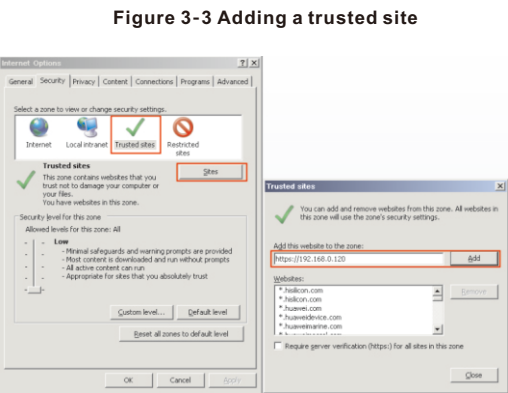 Figure 3-3 Adding a trusted site
Internet Options
General Security Privacy Content Connections Programs Advanced
Select a zone to view or change security settings.
Internet Local intranet Trusted sites Restricted sites
Trusted sites
Sites
This zone contains websites that you
trust not to damage your computer or
your files.
You have websites in this zone.
Security level for this zone
Allowed levels for this zone: All
Low
- Minimal safeguards and warning prompts are provided
- Most content is downloaded and run without prompts
- All active content can run
- Appropriate for sites that you absolutely trust
Custom level... Default level
Reset all zones to default level
OK Cancel Apply
Trusted sites
You can add and remove websites from this zone. All websites in
this zone will use the zone's security settings.
Add this website to the zone:
https://192.168.0.120 Add
Websites:
*.hisilicon.com Remove
*.hsilicon.com
*.huawei.com
*.huaweidevice.com
*.huaweimarine.com
Require server verification (https:) for all sites in this zone
Close